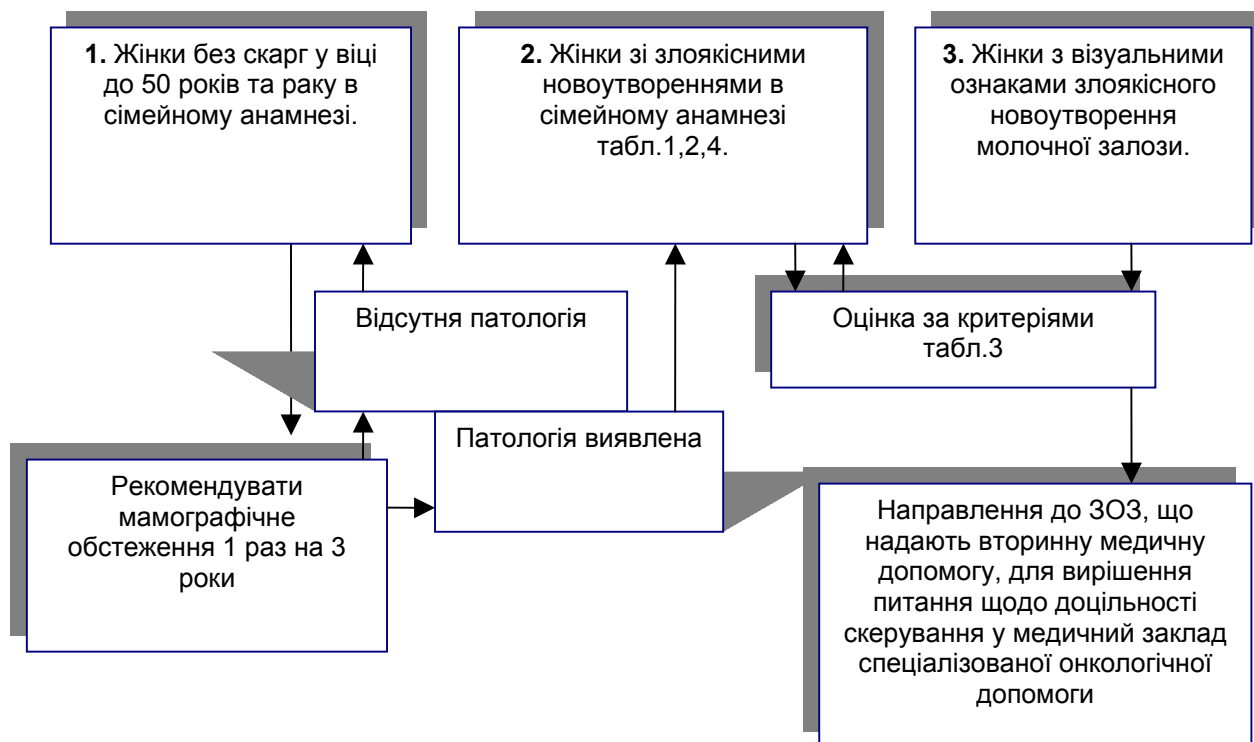 1. Жінки без скарг у віці
до 50 років та раку в
сімейному анамнезі.
2. Жінки зі злоякісними
новоутвореннями в
сімейному анамнезі
табл.1,2,4.
3. Жінки з візуальними
ознаками злоякісного
новоутворення
молочної залози.
Відсутня патологія
Оцінка за критеріями
табл.3
Патологія виявлена
Рекомендувати
мамографічне
обстеження 1 раз на 3
роки
Направлення до ЗОЗ, що
надають вторинну медичну
допомогу, для вирішення
питання щодо доцільності
скерування у медичний заклад
спеціалізованої онкологічної
допомоги